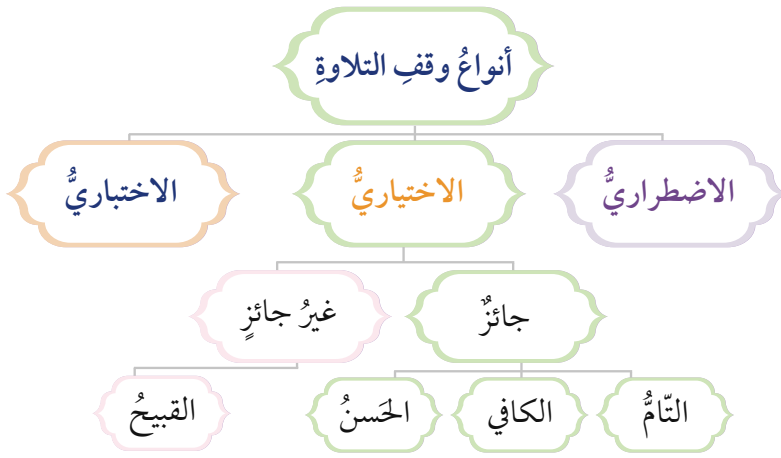 أنواعُ وقفِ التلاوةِ
الاضطراريُّ
الاختياريُّ
الاختباريُّ
جائزٌ
غيرُ جائزٍ
التّامُّ
الكافي
الحَسنُ
القبيحُ